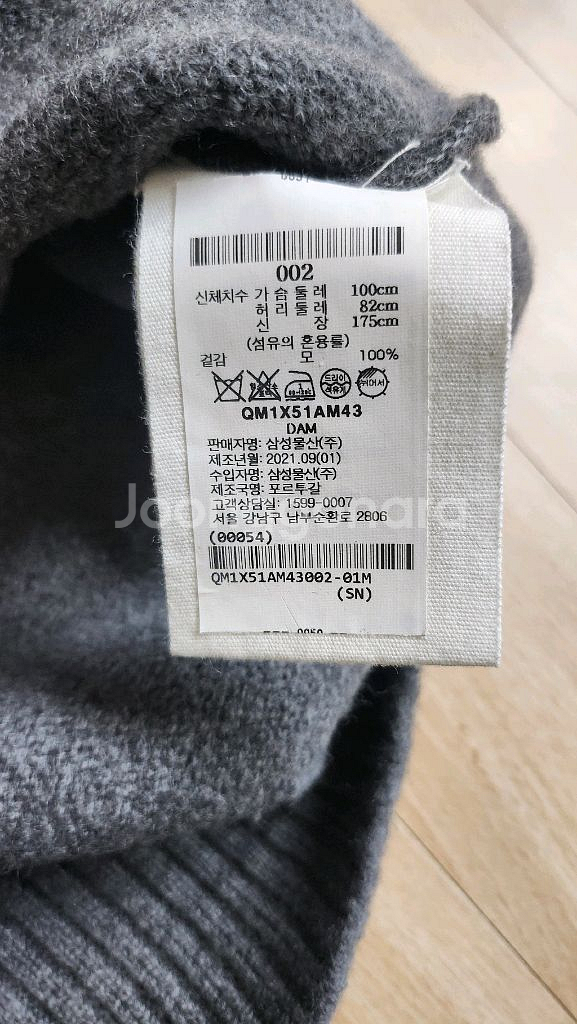 002
신체치수 가 슴 둘 레 100cm
허 리 둘 레 82cm
신 장 175cm
(섬유의 혼용률)
겉감 모 100%
드라이
QM1X51AM43
DAM
판매자명: 삼성물산(주)
제조년월: 2021.09(01)
수입자명: 삼성물산(주)
제조국명: 포르투갈
고객상담실: 1599-0007
서울 강남구 남부순환로 2806
(00054)
QM1X51AM43002-01M
(SN)